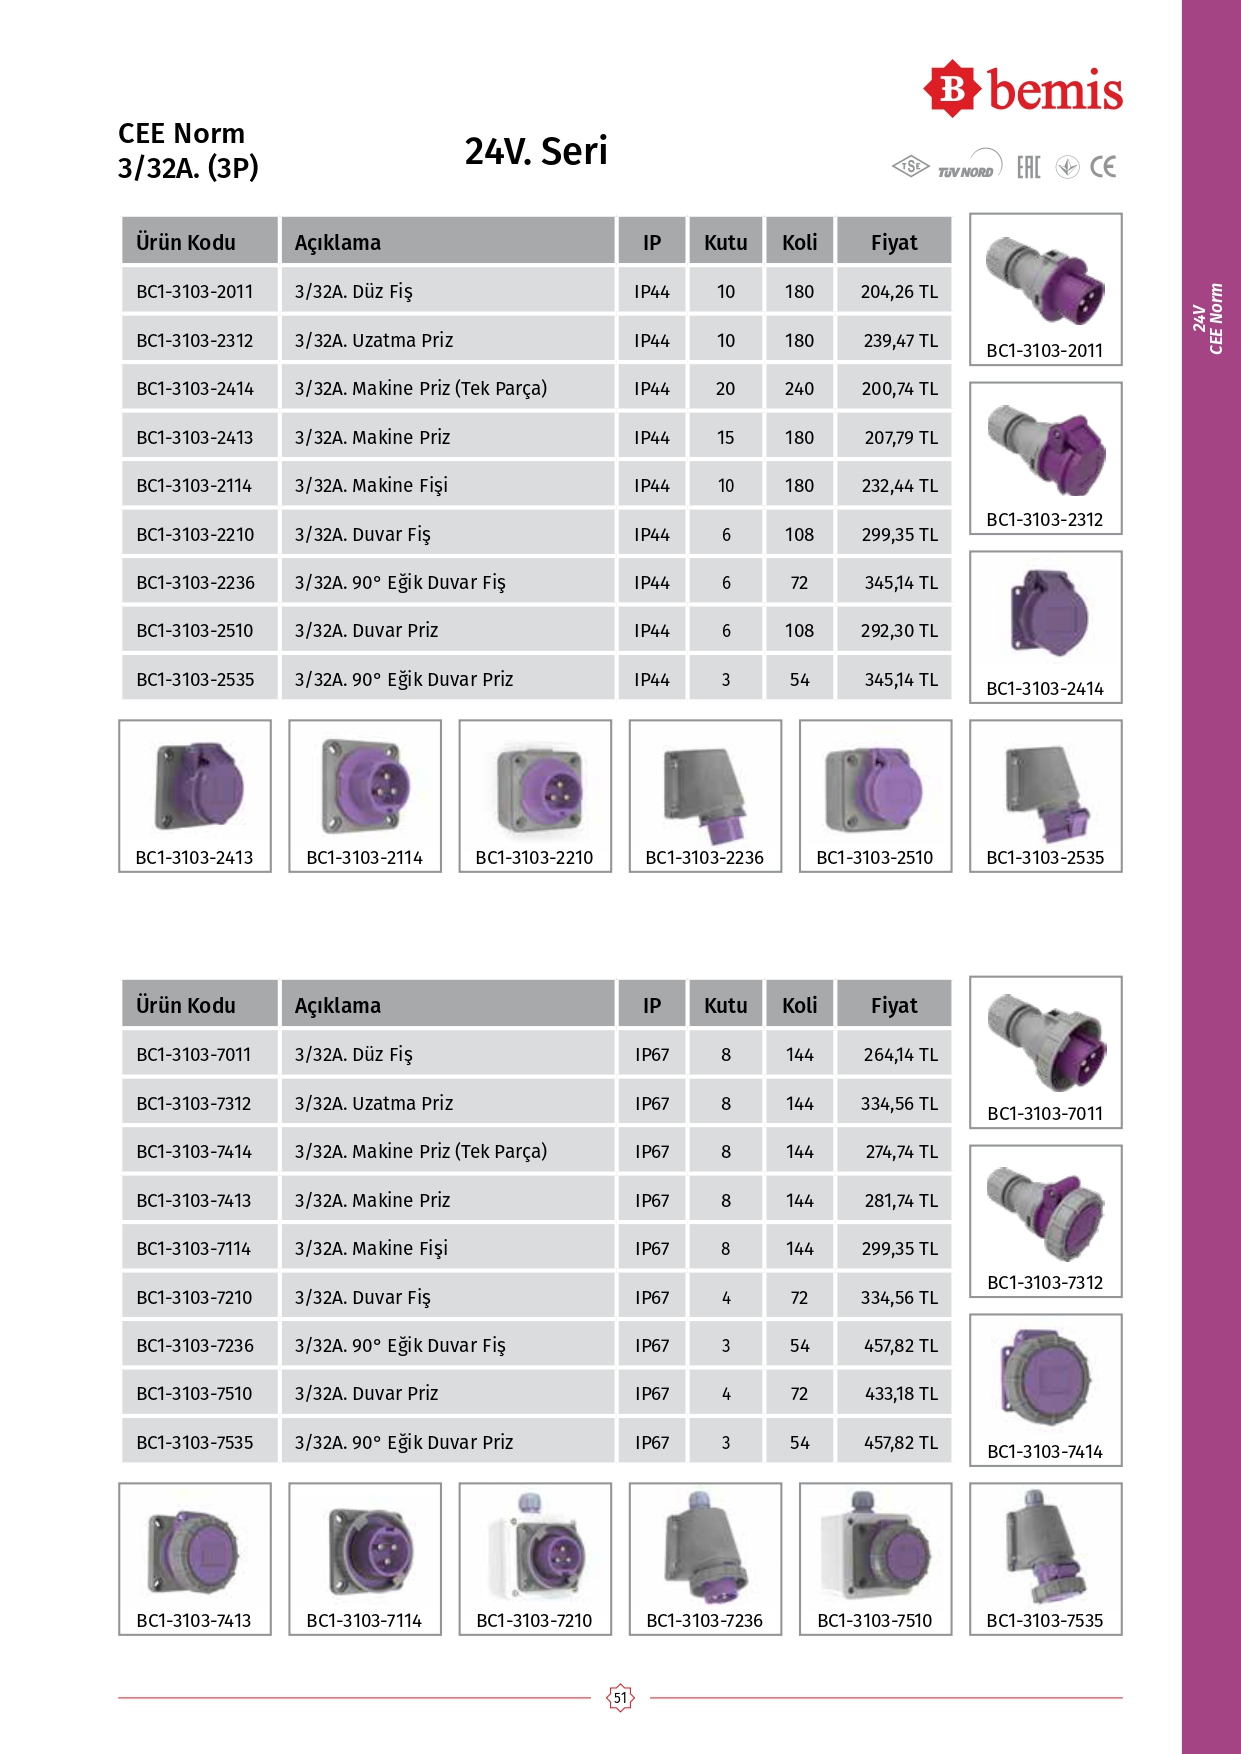 bemis
CEE Norm
3/32A. (3P)
24V. Seri
TSE TÜV NORD EAC CE
24V
CEE Norm
Ürün Kodu Açıklama IP Kutu Koli Fiyat
BC1-3103-2011 3/32A. Düz Fiş IP44 10 180 204,26 TL
BC1-3103-2312 3/32A. Uzatma Priz IP44 10 180 239,47 TL
BC1-3103-2414 3/32A. Makine Priz (Tek Parça) IP44 20 240 200,74 TL
BC1-3103-2413 3/32A. Makine Priz IP44 15 180 207,79 TL
BC1-3103-2114 3/32A. Makine Fişi IP44 10 180 232,44 TL
BC1-3103-2210 3/32A. Duvar Fiş IP44 6 108 299,35 TL
BC1-3103-2236 3/32A. 90° Eğik Duvar Fiş IP44 6 72 345,14 TL
BC1-3103-2510 3/32A. Duvar Priz IP44 6 108 292,30 TL
BC1-3103-2535 3/32A. 90° Eğik Duvar Priz IP44 3 54 345,14 TL
BC1-3103-2011
BC1-3103-2312
BC1-3103-2414
BC1-3103-2413 BC1-3103-2114 BC1-3103-2210 BC1-3103-2236 BC1-3103-2510 BC1-3103-2535
Ürün Kodu Açıklama IP Kutu Koli Fiyat
BC1-3103-7011 3/32A. Düz Fiş IP67 8 144 264,14 TL
BC1-3103-7312 3/32A. Uzatma Priz IP67 8 144 334,56 TL
BC1-3103-7414 3/32A. Makine Priz (Tek Parça) IP67 8 144 274,74 TL
BC1-3103-7413 3/32A. Makine Priz IP67 8 144 281,74 TL
BC1-3103-7114 3/32A. Makine Fişi IP67 8 144 299,35 TL
BC1-3103-7210 3/32A. Duvar Fiş IP67 4 72 334,56 TL
BC1-3103-7236 3/32A. 90° Eğik Duvar Fiş IP67 3 54 457,82 TL
BC1-3103-7510 3/32A. Duvar Priz IP67 4 72 433,18 TL
BC1-3103-7535 3/32A. 90° Eğik Duvar Priz IP67 3 54 457,82 TL
BC1-3103-7011
BC1-3103-7312
BC1-3103-7414
BC1-3103-7413 BC1-3103-7114 BC1-3103-7210 BC1-3103-7236 BC1-3103-7510 BC1-3103-7535
51